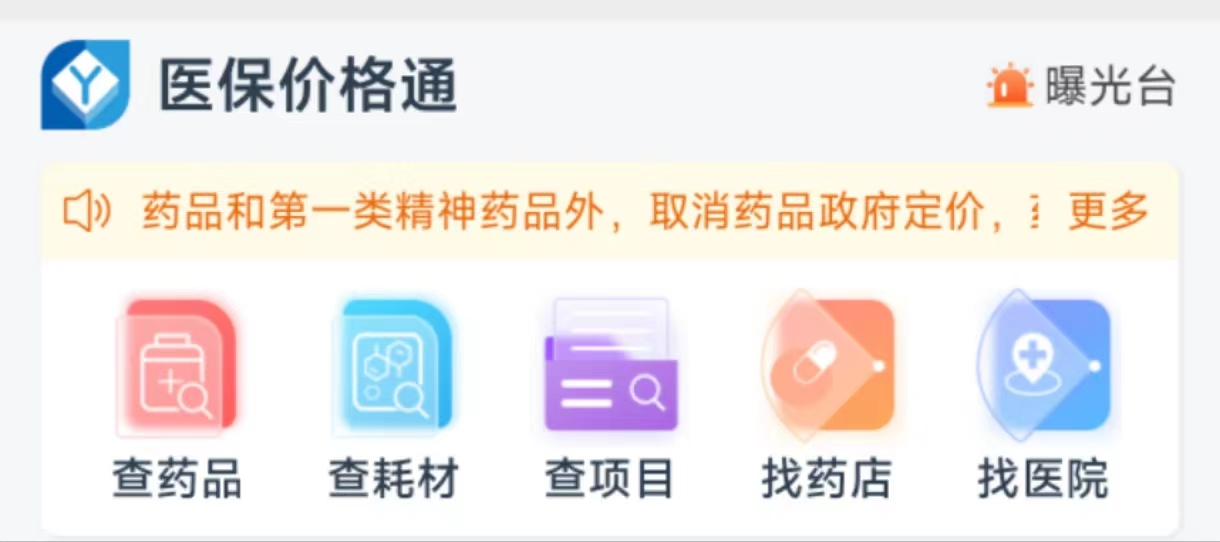 医保价格通
曝光台
药品和第一类精神药品外，取消药品政府定价，
更多
查药品
查耗材
查项目
找药店
找医院